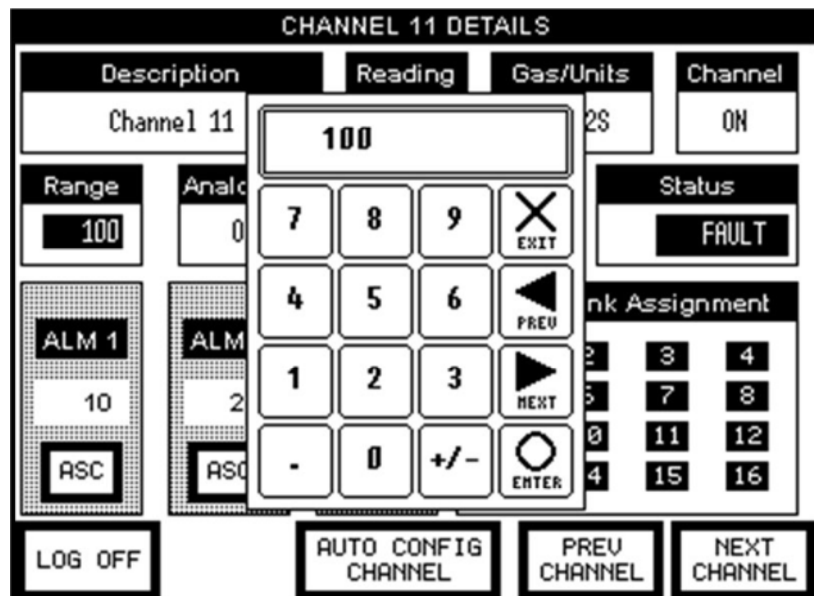 CHANNEL 11 DETAILS
Description Reading Gas/Units Channel
Channel 11 2S ON
100
Range Analo Status
100 0 FAULT
7 8 9 EXIT
4 5 6 PREV
nk Assignment
ALM 1 ALM 2 3 4
1 2 3 NEXT
10 2 6 7 8
0 11 12
ASC ASC 4 15 16
. 0 +/- ENTER
LOG OFF AUTO CONFIG CHANNEL PREV CHANNEL NEXT CHANNEL